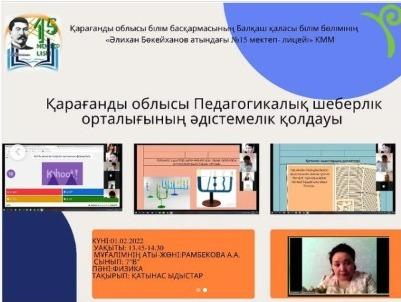 Қарағанды облысы білім басқармасының Балқаш қаласы білім бөлімінің
«Әлихан Бөкейханов атындағы №15 мектеп- лицейі» КММ
15
Қарағанды облысы Педагогикалық шеберлік
орталығының әдістемелік қолдауы
Kahoot!
КҮНІ:01.02.2022
УАҚЫТЫ: 13.45-14.30
МҰҒАЛІМНІҢ АТЫ-ЖӨНІ:РАМБЕКОВА А.А.
СЫНЫП: 7"В"
ПӘНІ:ФИЗИКА
ТАҚЫРЫП: ҚАТЫНАС ЫДЫСТАР